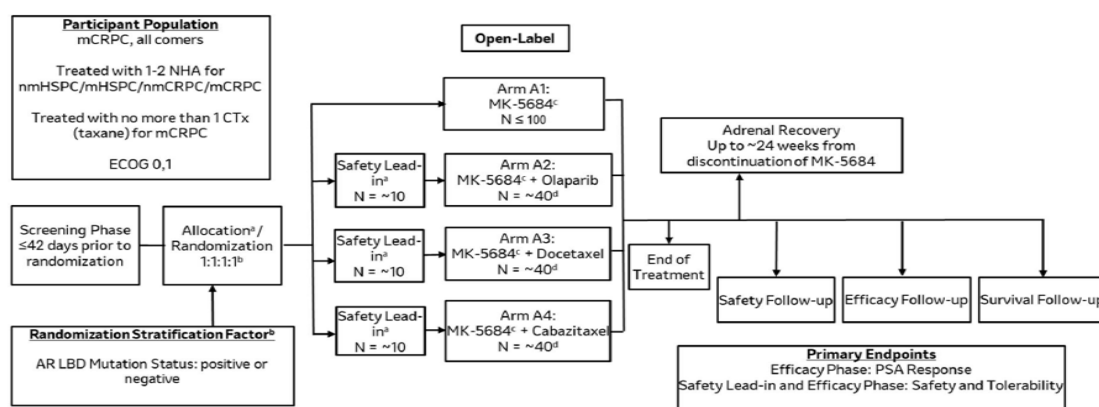 Participant Population
mCRPC, all comers
Treated with 1-2 NHA for
nmHSPC/mHSPC/nmCRPC/mCRPC
Treated with no more than 1 CTx
(taxane) for mCRPC
ECOG 0,1
Screening Phase
≤42 days prior to
randomization
Allocationᵃ/
Randomization
1:1:1:1ᵇ
Randomization Stratification Factorᵇ
AR LBD Mutation Status: positive or
negative
Open-Label
Arm A1:
MK-5684ᶜ
N ≤ 100
Safety Lead-
inᵃ
N = ~10
Arm A2:
MK-5684ᶜ + Olaparib
N = ~40ᵈ
Safety Lead-
inᵃ
N = ~10
Arm A3:
MK-5684ᶜ + Docetaxel
N = ~40ᵈ
Safety Lead-
inᵃ
N = ~10
Arm A4:
MK-5684ᶜ + Cabazitaxel
N = ~40ᵈ
Adrenal Recovery
Up to ~24 weeks from
discontinuation of MK-5684
End of
Treatment
Safety Follow-up
Efficacy Follow-up
Survival Follow-up
Primary Endpoints
Efficacy Phase: PSA Response
Safety Lead-in and Efficacy Phase: Safety and Tolerability